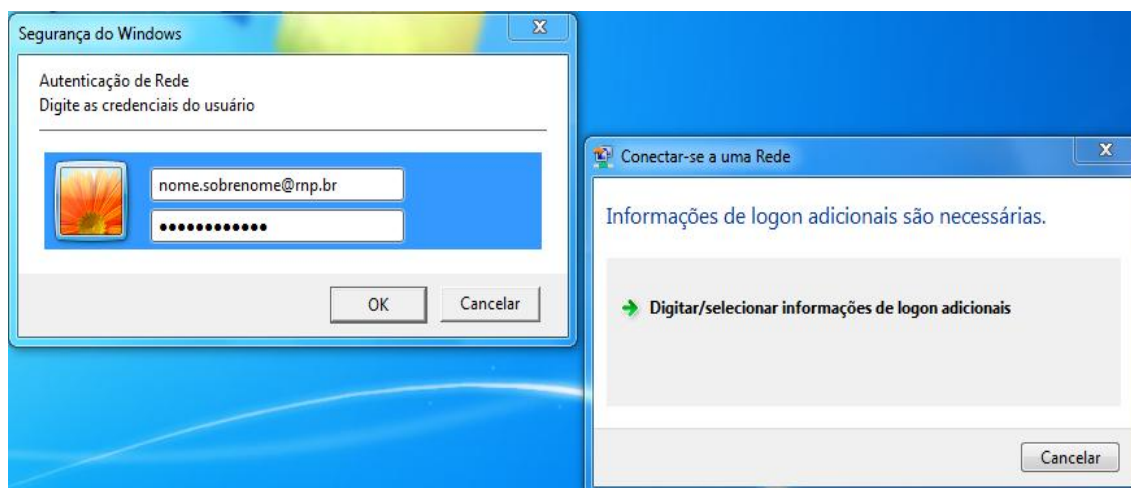 Segurança do Windows
Autenticação de Rede
Digite as credenciais do usuário
nome.sobrenome@rnp.br
●●●●●●●●●●●●
OK
Cancelar
Conectar-se a uma Rede
Informações de logon adicionais são necessárias.
Digitar/selecionar informações de logon adicionais
Cancelar